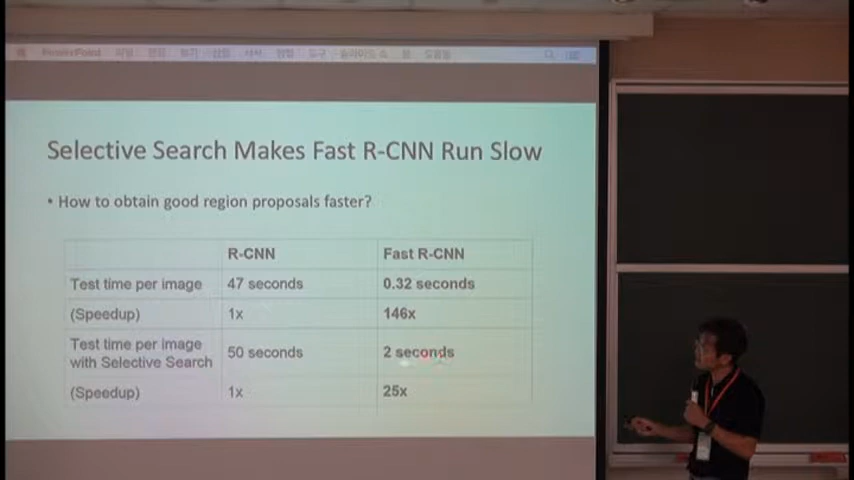 PowerPoint
Selective Search Makes Fast R-CNN Run Slow
• How to obtain good region proposals faster?
R-CNN Fast R-CNN
Test time per image 47 seconds 0.32 seconds
(Speedup) 1x 146x
Test time per image
with Selective Search 50 seconds 2 seconds
(Speedup) 1x 25x